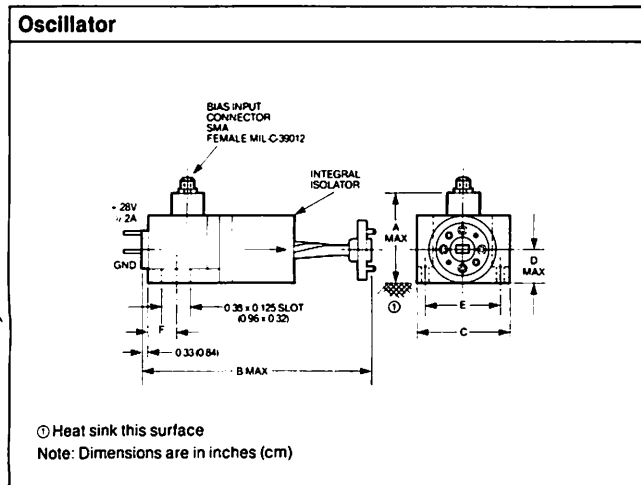 Oscillator
BIAS INPUT
CONNECTOR
SMA
FEMALE MIL-C-39012
INTEGRAL
ISOLATOR
28V
2A
GND
A
MAX
D
MAX
F
0.38 x 0.125 SLOT
(0.96 x 0.32)
①
E
C
0.33 (0.84)
B MAX
① Heat sink this surface
Note: Dimensions are in inches (cm)